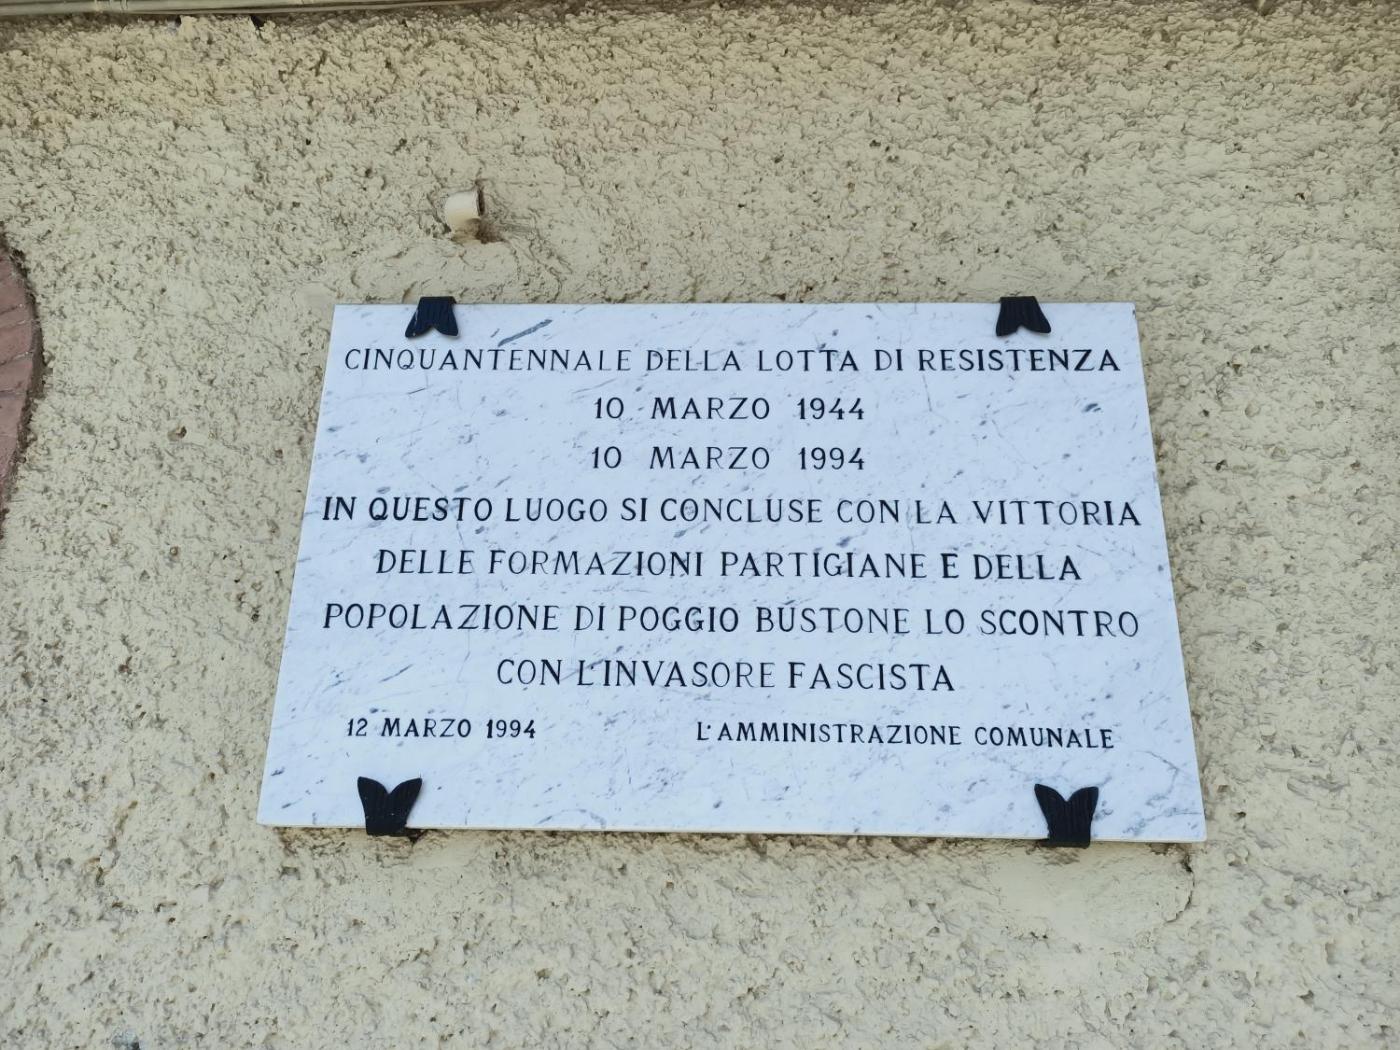 CINQUANTENNALE DELLA LOTTA DI RESISTENZA
10 MARZO 1944
10 MARZO 1994
IN QUESTO LUOGO SI CONCLUSE CON LA VITTORIA
DELLE FORMAZIONI PARTIGIANE E DELLA
POPOLAZIONE DI POGGIO BUSTONE LO SCONTRO
CON L'INVASORE FASCISTA
12 MARZO 1994 L'AMMINISTRAZIONE COMUNALE